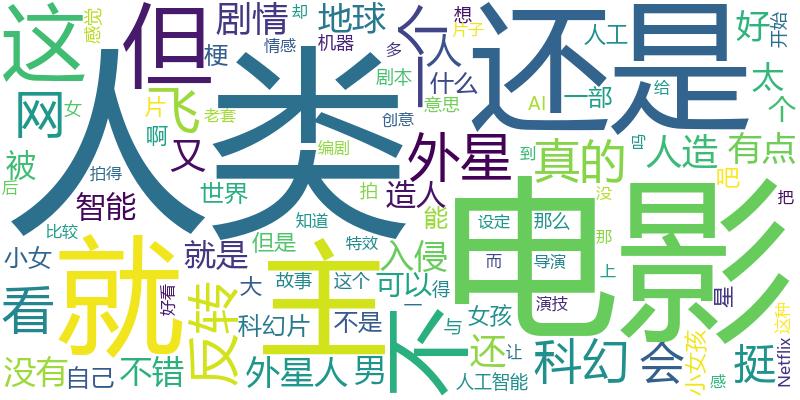 这
感觉
但
剧情
却
情感
梗
地球
机器
多
个
人
想
片子
还是
人工
好
开始
网
女
片
飞
啊
老套
人类
剧本
什么
意思
AI
一部
给
太
个
被
后
拍得
智能
又
世界
编剧
创意
外星
拍
造人
到
真的
吗
人造
有点
吧
比较
小女
就
就是
但是
知道
主
特效
能
入侵
电影
设定
那么
没
那
把
看
好看
反转
大
故事
这个
可以
得
而
导演
上
演技
星
科幻片
不是
一
不
与
女孩
还
让
科幻
会
小女孩
感
挺
Netflix
这种
没有
自己
不错
外星人
男
人工智能